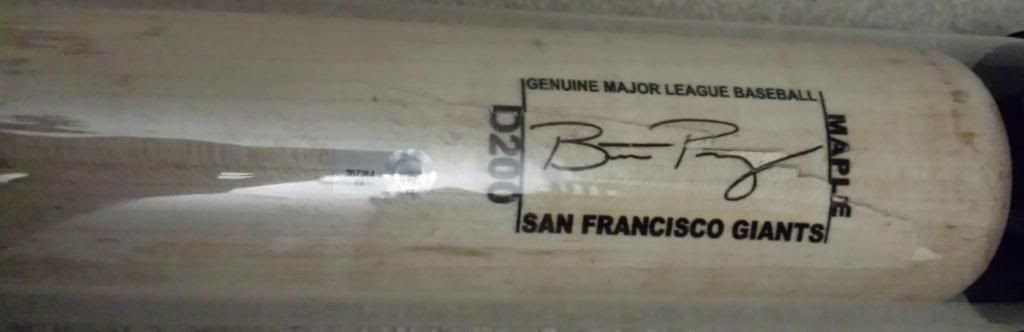 GENUINE MAJOR LEAGUE BASEBALL
D200
MAPLE
SAN FRANCISCO GIANTS